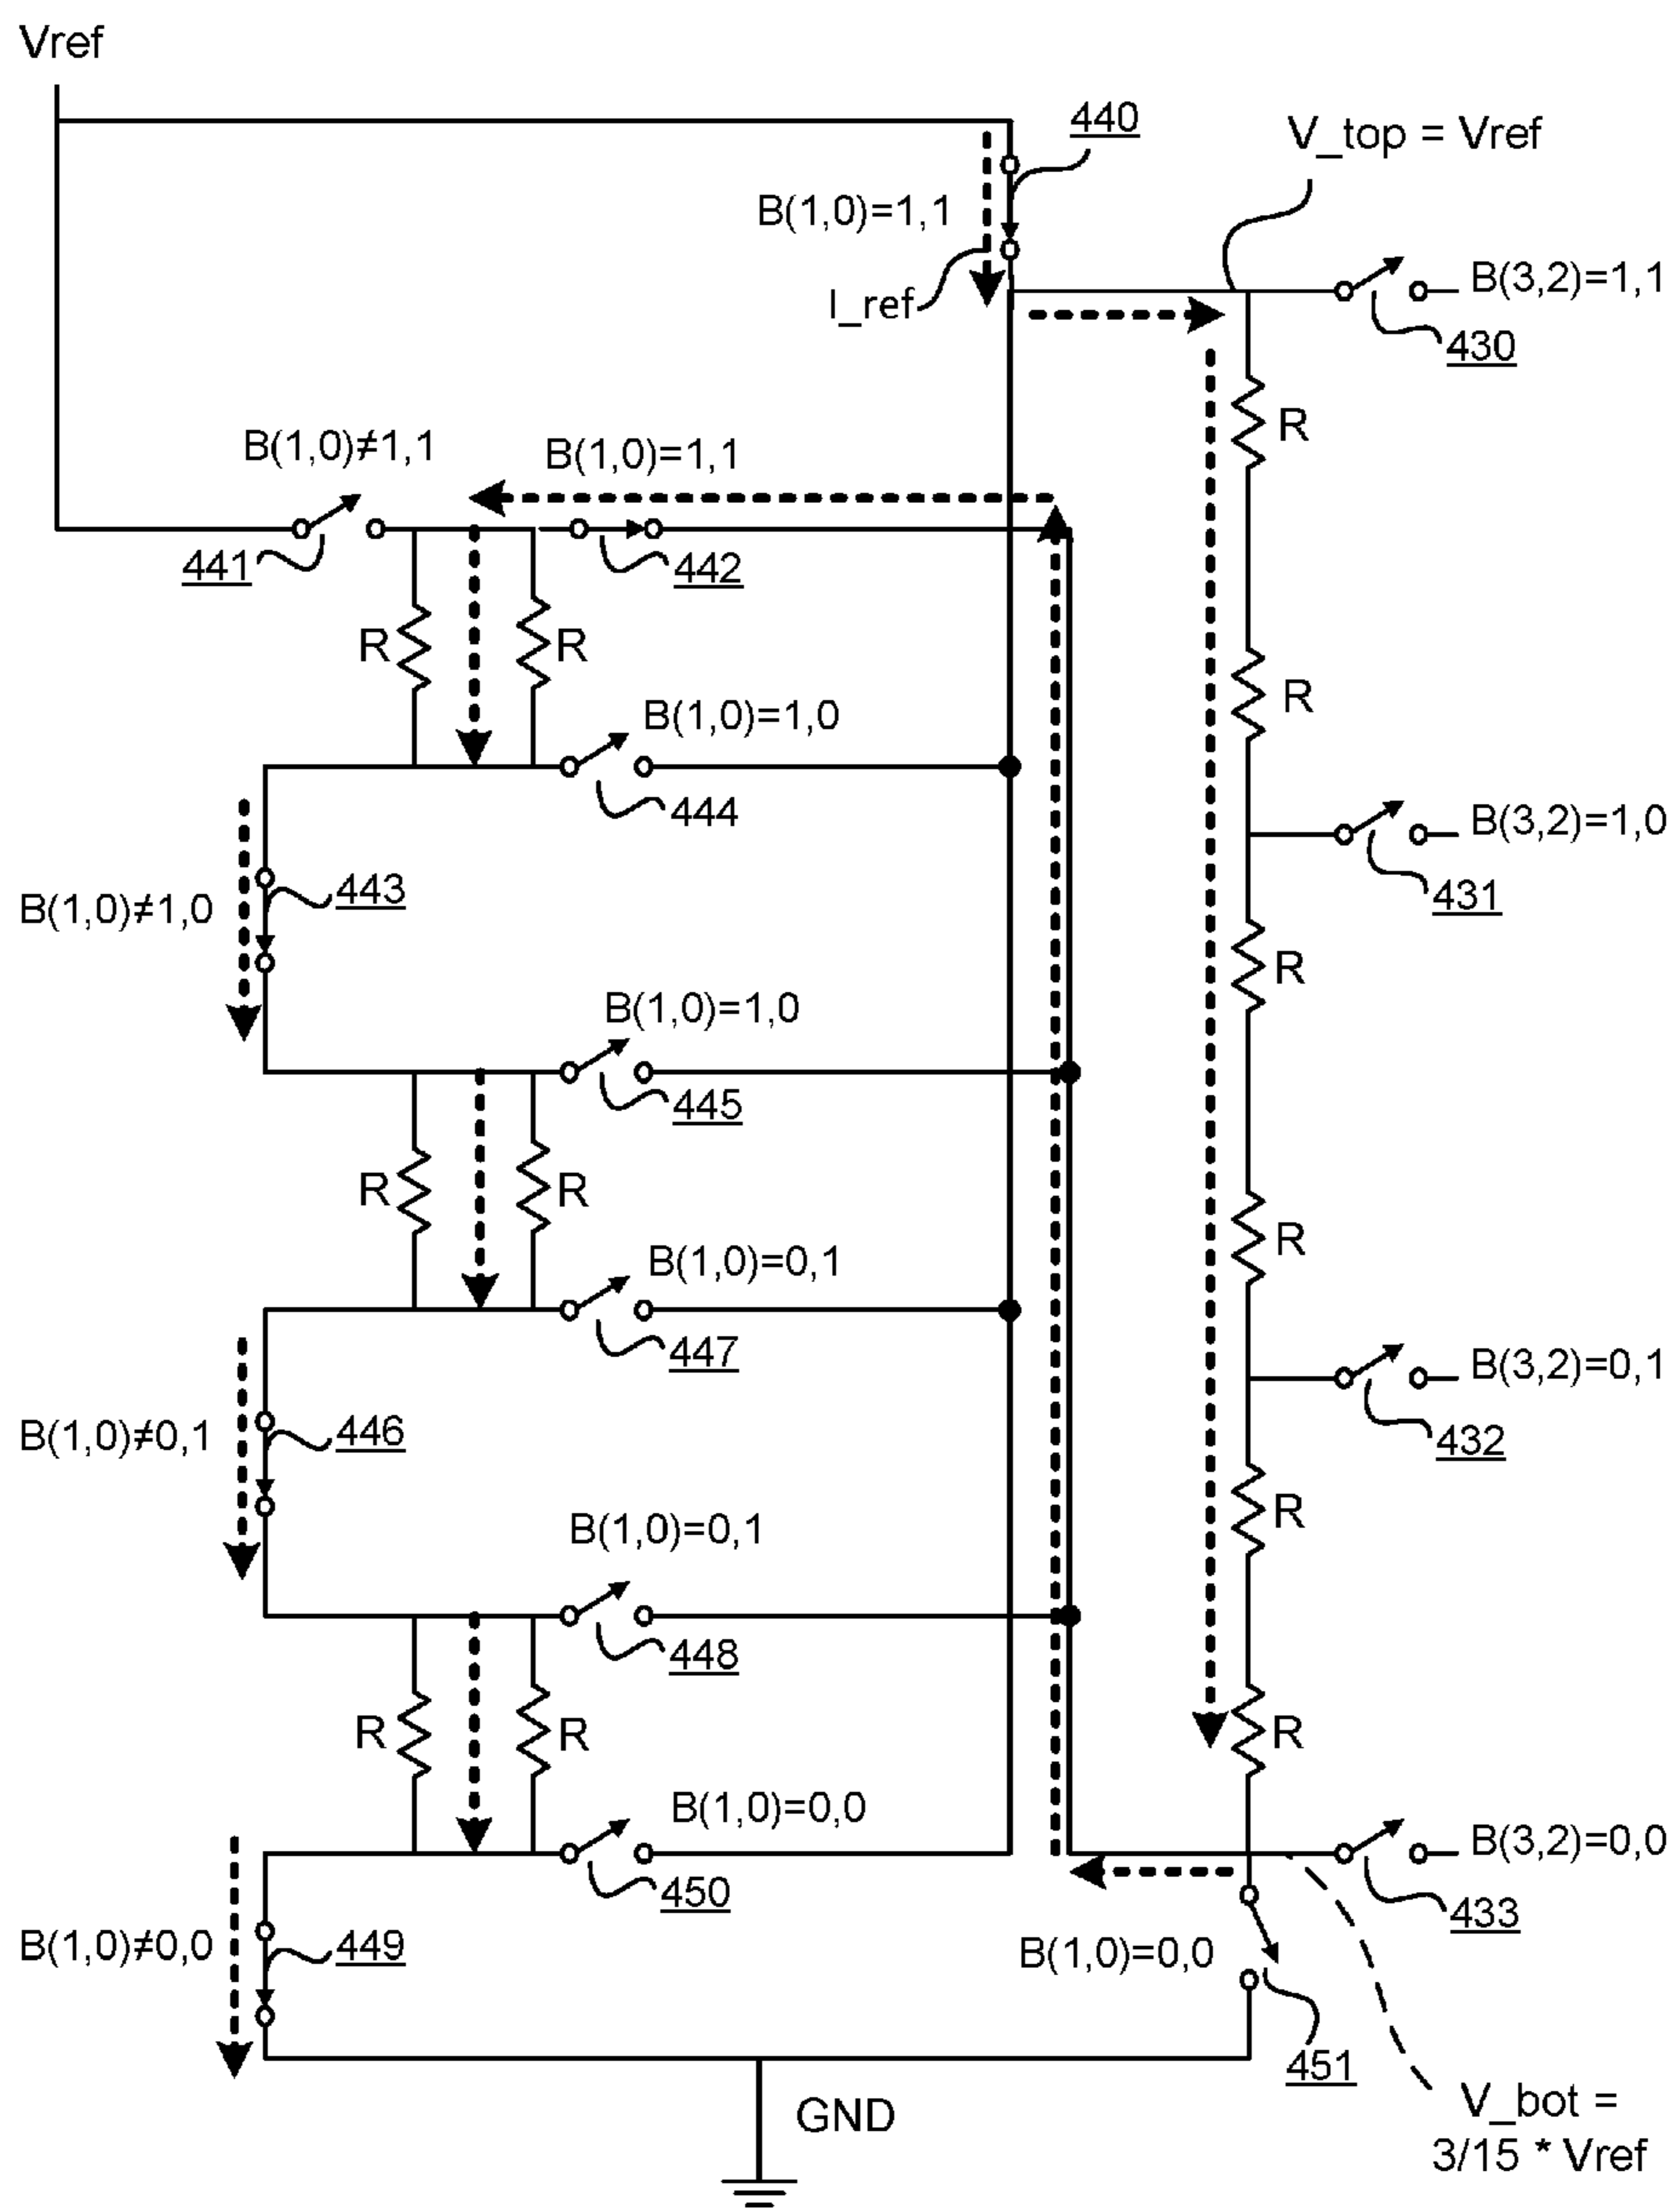 Vref
440
V_top = Vref
B(1,0)=1,1
B(3,2)=1,1
I_ref
430
R
B(1,0)≠1,1
B(1,0)=1,1
441
442
R
R
R
B(1,0)=1,0
444
B(3,2)=1,0
443
431
B(1,0)≠1,0
R
B(1,0)=1,0
445
R
R
R
B(1,0)=0,1
447
B(3,2)=0,1
446
432
B(1,0)≠0,1
R
B(1,0)=0,1
448
R
R
R
B(1,0)=0,0
B(3,2)=0,0
450
433
B(1,0)≠0,0
449
B(1,0)=0,0
451
GND
V_bot =
3/15 * Vref